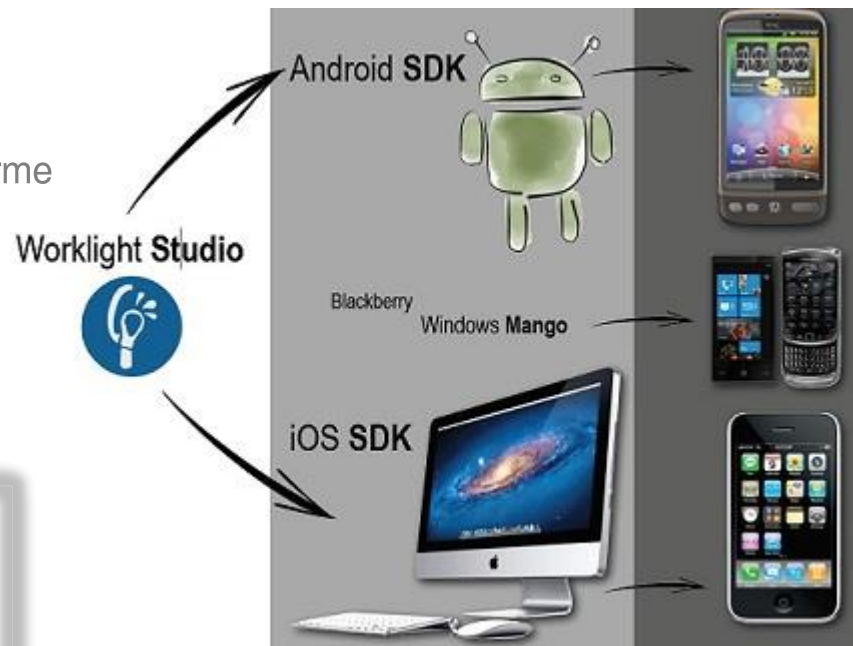 Android SDK
rme
Worklight Studio
Blackberry
Windows Mango
iOS SDK